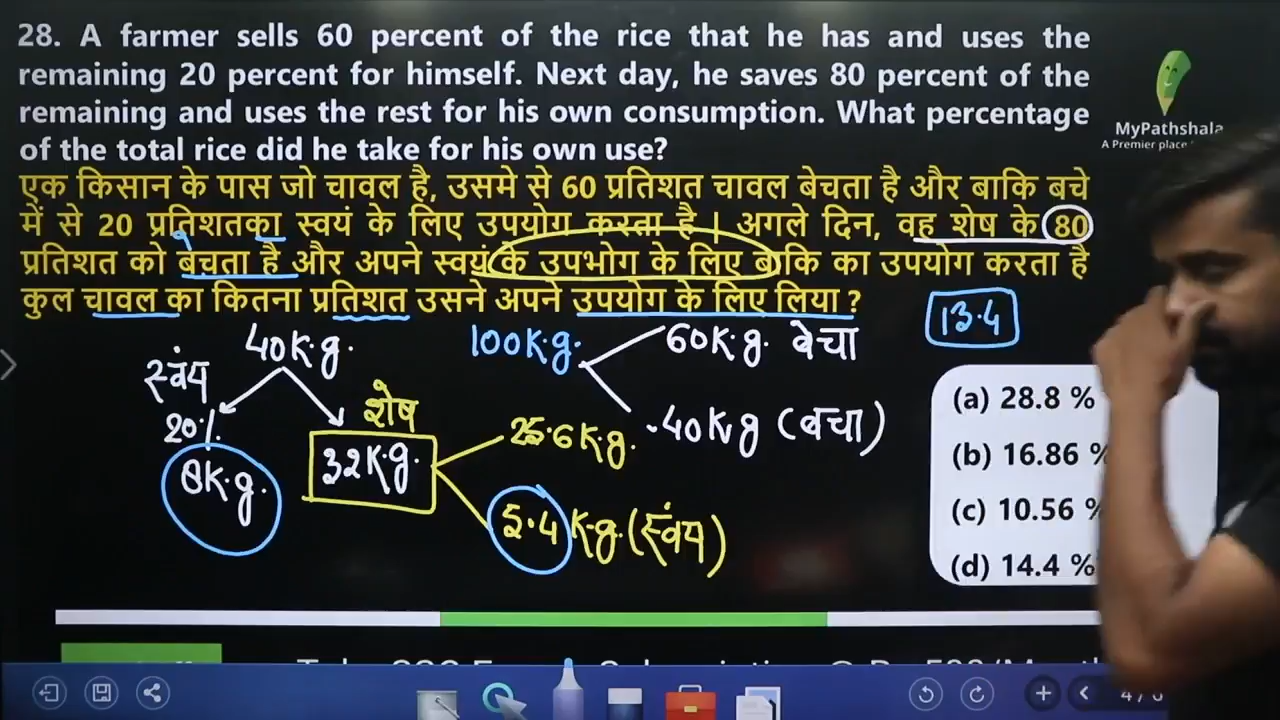 28. A farmer sells 60 percent of the rice that he has and uses the
remaining 20 percent for himself. Next day, he saves 80 percent of the
remaining and uses the rest for his own consumption. What percentage
of the total rice did he take for his own use?
एक किसान के पास जो चावल है, उसमे से 60 प्रतिशत चावल बेचता है और बाकि बचे
में से 20 प्रतिशतका स्वयं के लिए उपयोग करता है | अगले दिन, वह शेष के 80
प्रतिशत को बेचता है और अपने स्वयं के उपभोग के लिए बाकि का उपयोग करता है
कुल चावल का कितना प्रतिशत उसने अपने उपयोग के लिए लिया ?
MyPathshala
A Premier place
13.4
40K.g.
100K.g.
60K.g. बेचा
स्वंय
20%
शेष
25.6K.g.
40Kg (बचा)
8K.g.
32K.g.
5.4 K.g. (स्वंय)
(a) 28.8 %
(b) 16.86 %
(c) 10.56 %
(d) 14.4 %
4 / 6